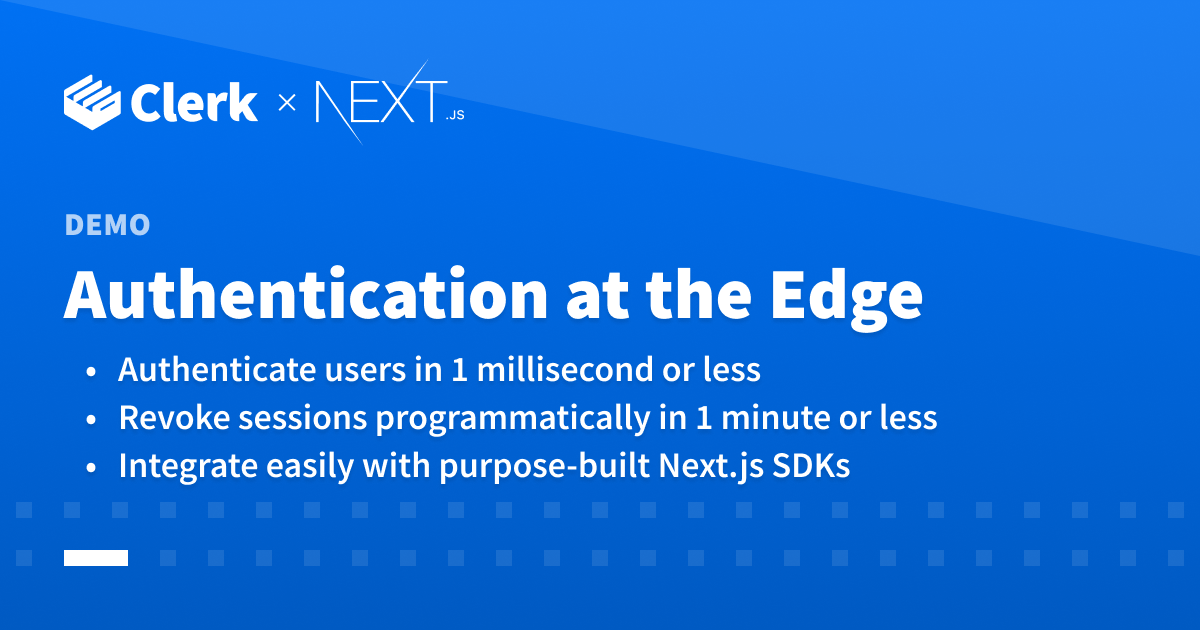 Clerk × NEXT.JS
DEMO
Authentication at the Edge
• Authenticate users in 1 millisecond or less
• Revoke sessions programmatically in 1 minute or less
• Integrate easily with purpose-built Next.js SDKs